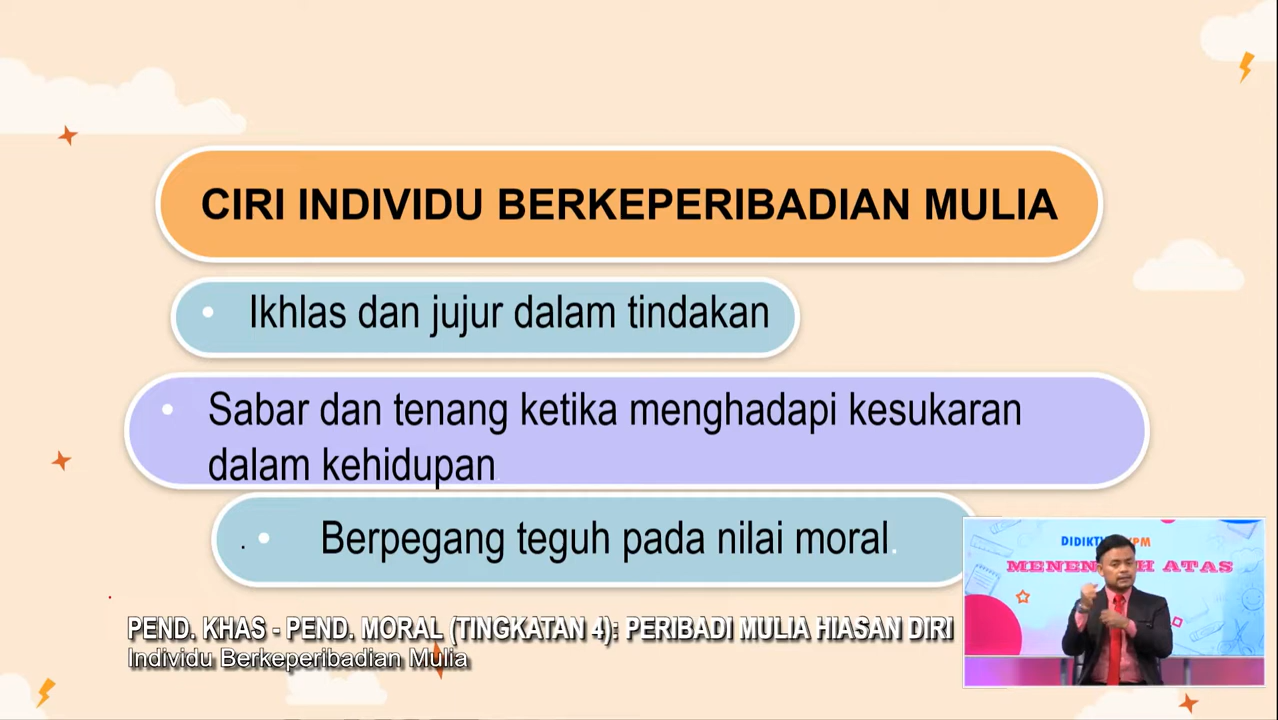 CIRI INDIVIDU BERKEPERIBADIAN MULIA
• Ikhlas dan jujur dalam tindakan
• Sabar dan tenang ketika menghadapi kesukaran
dalam kehidupan
. • Berpegang teguh pada nilai moral.
PEND. KHAS - PEND. MORAL (TINGKATAN 4): PERIBADI MULIA HIASAN DIRI
Individu Berkeperibadian Mulia
ATAS